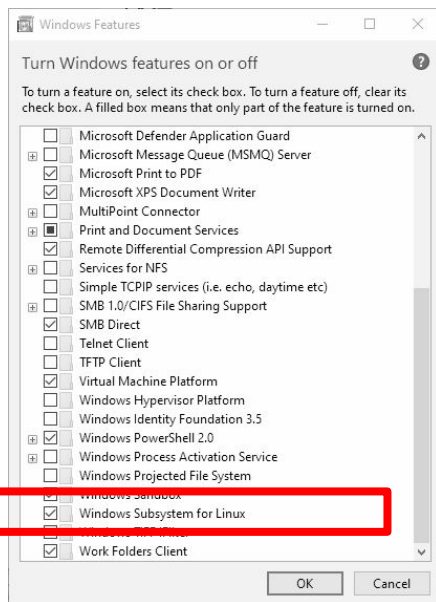 Windows Features
Turn Windows features on or off
To turn a feature on, select its check box. To turn a feature off, clear its
check box. A filled box means that only part of the feature is turned on.
Microsoft Defender Application Guard
Microsoft Message Queue (MSMQ) Server
Microsoft Print to PDF
Microsoft XPS Document Writer
MultiPoint Connector
Print and Document Services
Remote Differential Compression API Support
Services for NFS
Simple TCPIP services (i.e. echo, daytime etc)
SMB 1.0/CIFS File Sharing Support
SMB Direct
Telnet Client
TFTP Client
Virtual Machine Platform
Windows Hypervisor Platform
Windows Identity Foundation 3.5
Windows PowerShell 2.0
Windows Process Activation Service
Windows Projected File System
Windows Sandbox
Windows Subsystem for Linux
Windows TIFF IFilter
Work Folders Client
OK
Cancel